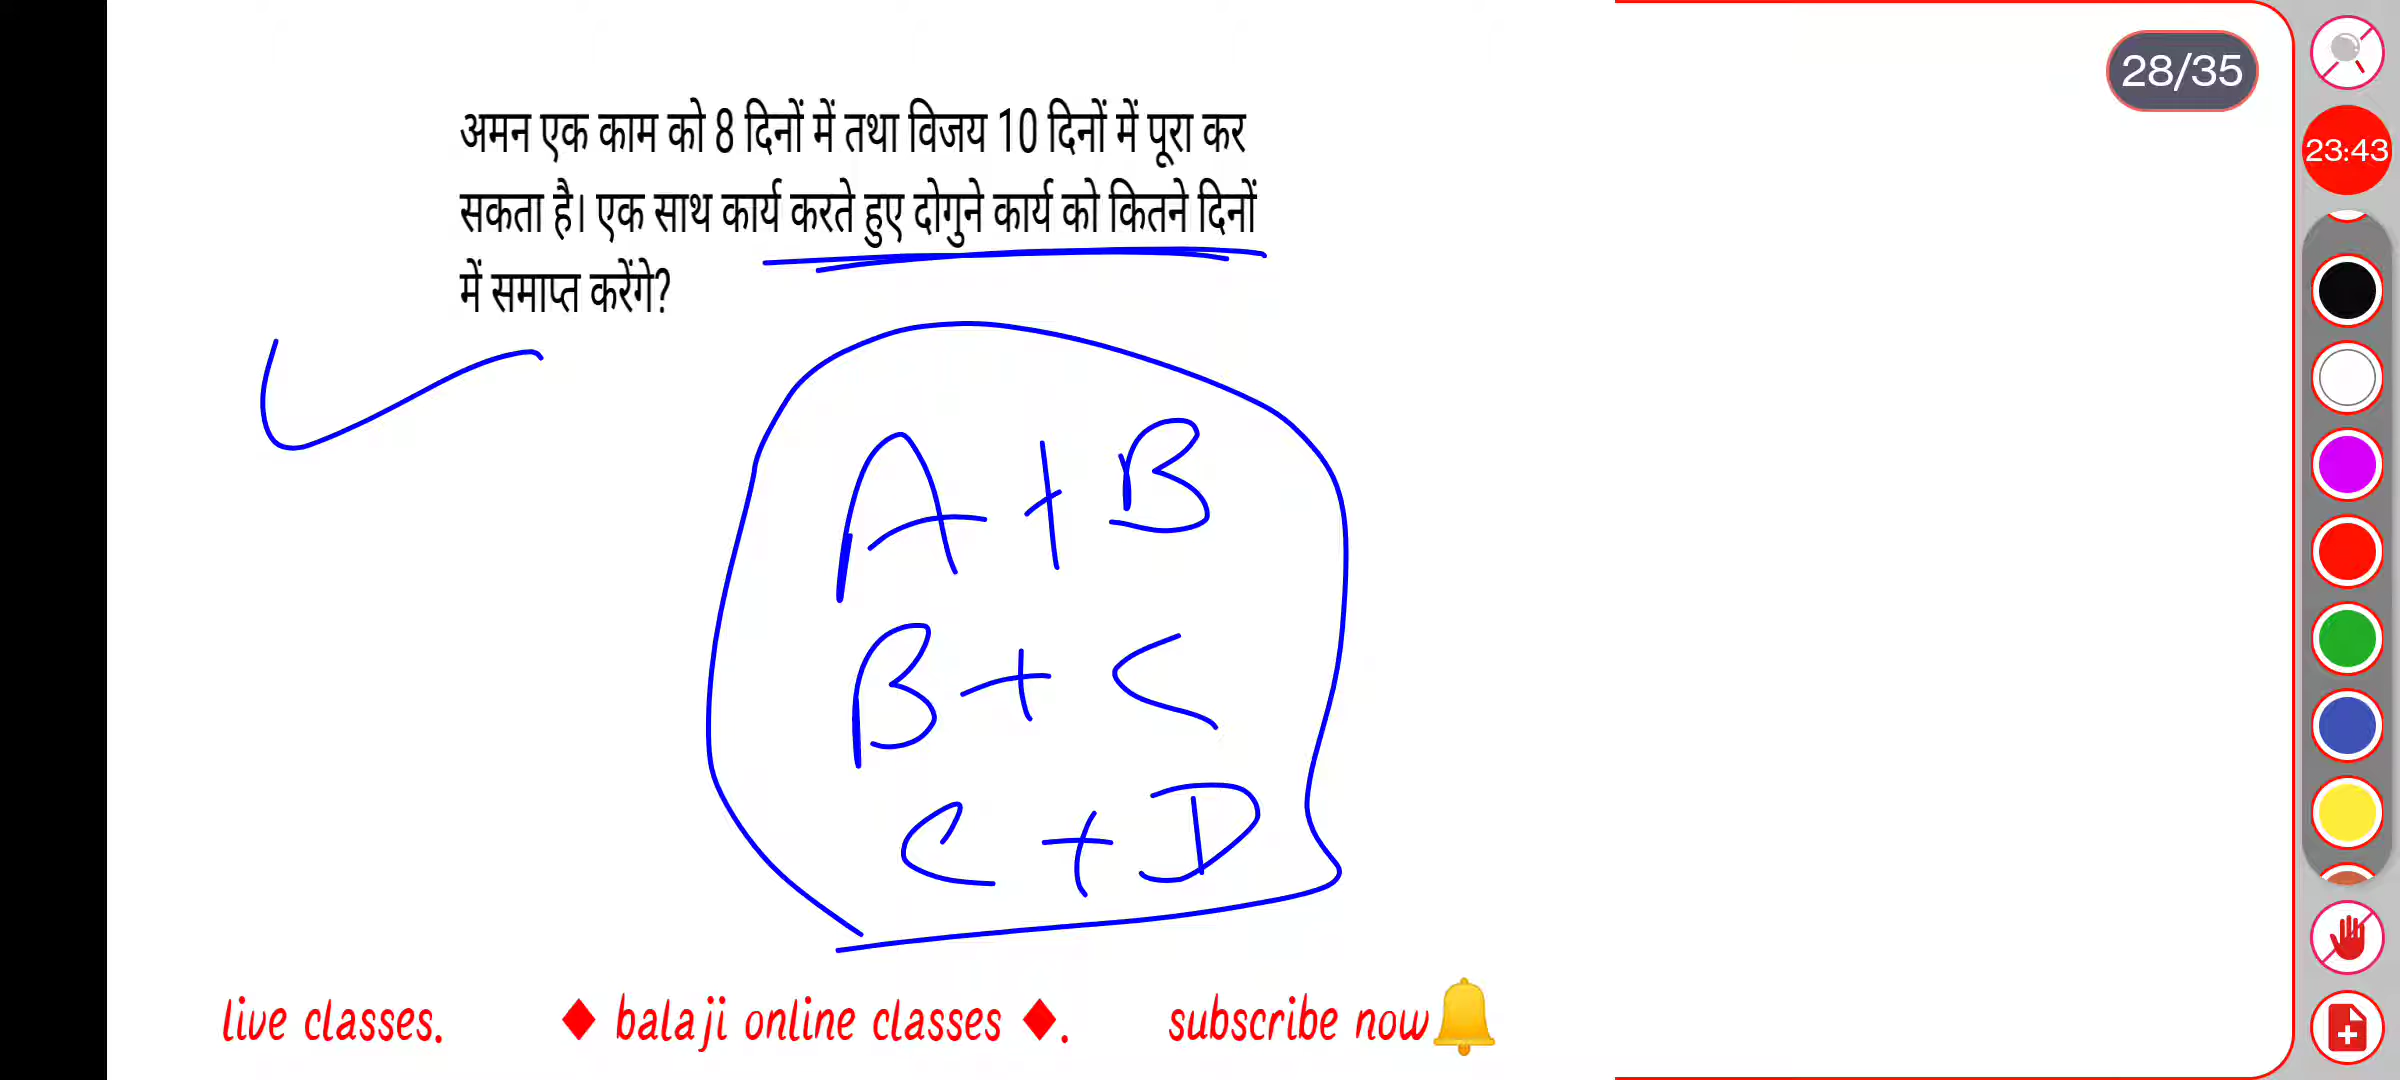 28/35
23:43
अमन एक काम को 8 दिनों में तथा विजय 10 दिनों में पूरा कर
सकता है। एक साथ कार्य करते हुए दोगुने कार्य को कितने दिनों
में समाप्त करेंगे?
A+B
B+C
C+D
live classes. ♦ balaji online classes ♦. subscribe now🔔